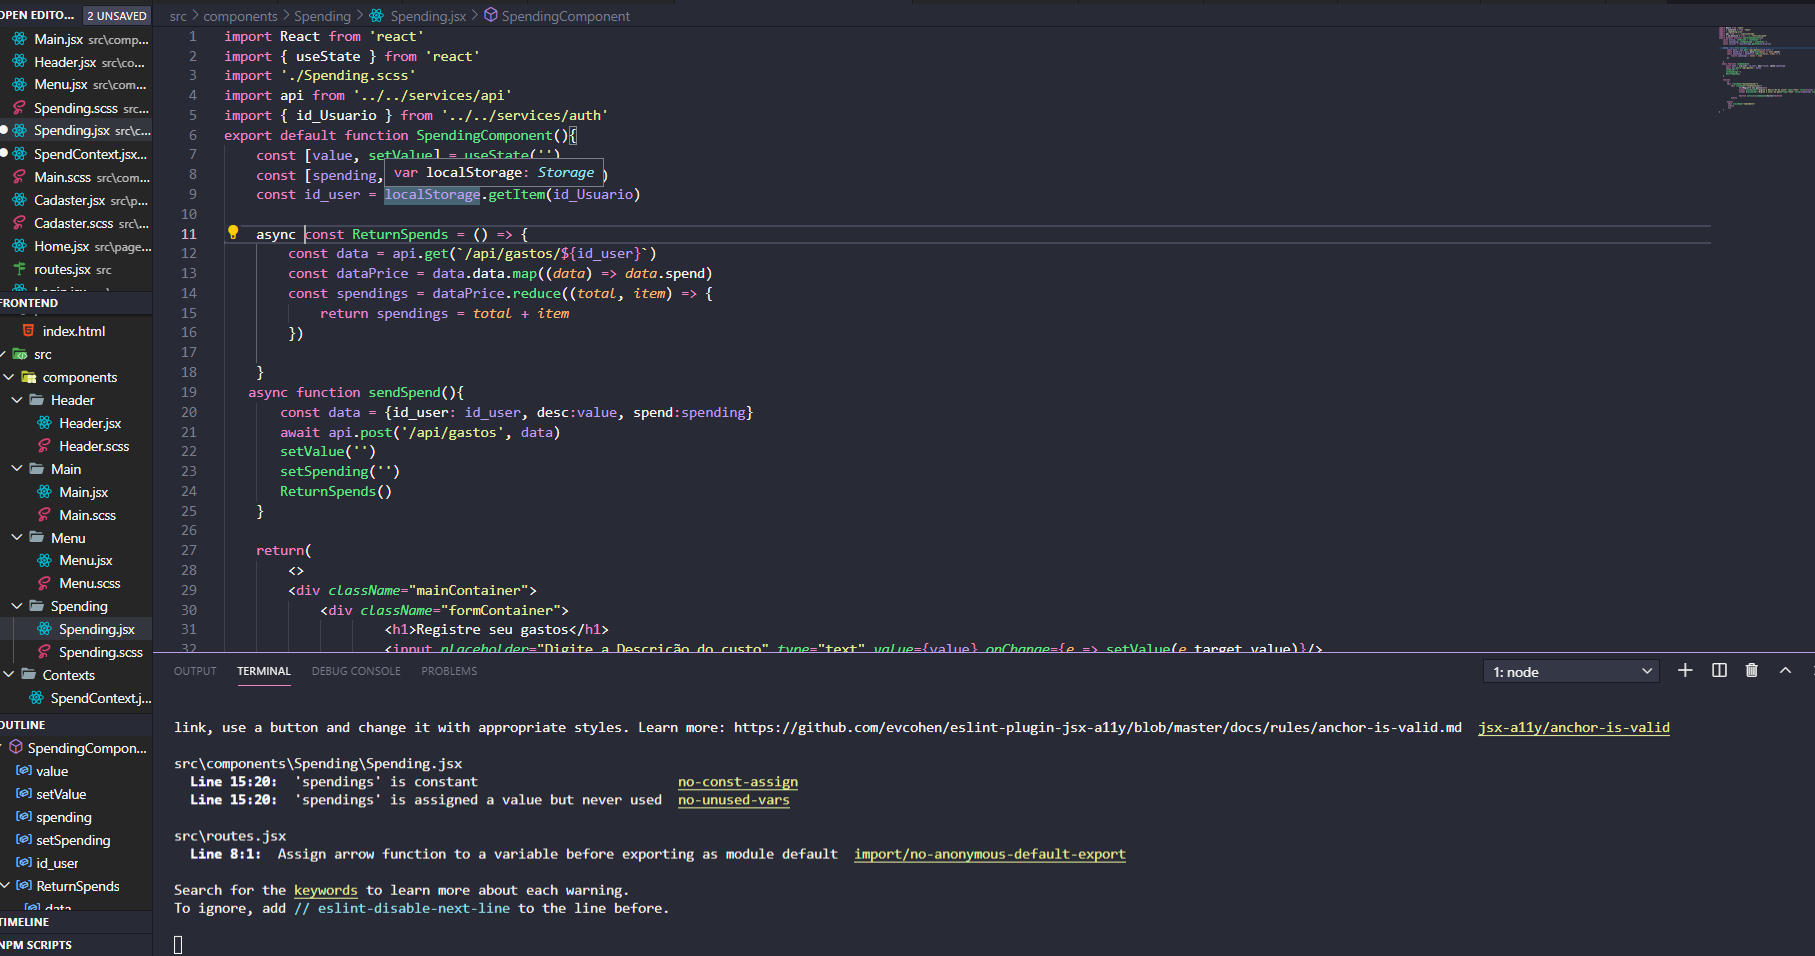 OPEN EDITO... 2 UNSAVED
Main.jsx src\comp...
Header.jsx src\co...
Menu.jsx src\com...
Spending.scss src...
Spending.jsx src\c...
SpendContext.jsx...
Main.scss src\com...
Cadaster.jsx src\p...
Cadaster.scss src\...
Home.jsx src\page...
routes.jsx src
FRONTEND
index.html
src
components
Header
Header.jsx
Header.scss
Main
Main.jsx
Main.scss
Menu
Menu.jsx
Menu.scss
Spending
Spending.jsx
Spending.scss
Contexts
SpendContext.j...
OUTLINE
SpendingCompon...
value
setValue
spending
setSpending
id_user
ReturnSpends
data
TIMELINE
NPM SCRIPTS
src > components > Spending > Spending.jsx > SpendingComponent
1 import React from 'react'
2 import { useState } from 'react'
3 import './Spending.scss'
4 import api from '../../services/api'
5 import { id_Usuario } from '../../services/auth'
6 export default function SpendingComponent(){
7 const [value, setValue] = useState('')
8 const [spending, )
var localStorage: Storage
9 const id_user = localStorage.getItem(id_Usuario)
10
11 async const ReturnSpends = () => {
12 const data = api.get(`/api/gastos/${id_user}`)
13 const dataPrice = data.data.map((data) => data.spend)
14 const spendings = dataPrice.reduce((total, item) => {
15 return spendings = total + item
16 })
17
18 }
19 async function sendSpend(){
20 const data = {id_user: id_user, desc:value, spend:spending}
21 await api.post('/api/gastos', data)
22 setValue('')
23 setSpending('')
24 ReturnSpends()
25 }
26
27 return(
28 <>
29 <div className="mainContainer">
30 <div className="formContainer">
31 <h1>Registre seu gastos</h1>
32 <input placeholder="Digite a Descrição do custo" type="text" value={value} onChange={e => setValue(e.target.value)}/>
OUTPUT TERMINAL DEBUG CONSOLE PROBLEMS 1: node
link, use a button and change it with appropriate styles. Learn more: https://github.com/evcohen/eslint-plugin-jsx-a11y/blob/master/docs/rules/anchor-is-valid.md jsx-a11y/anchor-is-valid
src\components\Spending\Spending.jsx
Line 15:20: 'spendings' is constant no-const-assign
Line 15:20: 'spendings' is assigned a value but never used no-unused-vars
src\routes.jsx
Line 8:1: Assign arrow function to a variable before exporting as module default import/no-anonymous-default-export
Search for the keywords to learn more about each warning.
To ignore, add // eslint-disable-next-line to the line before.